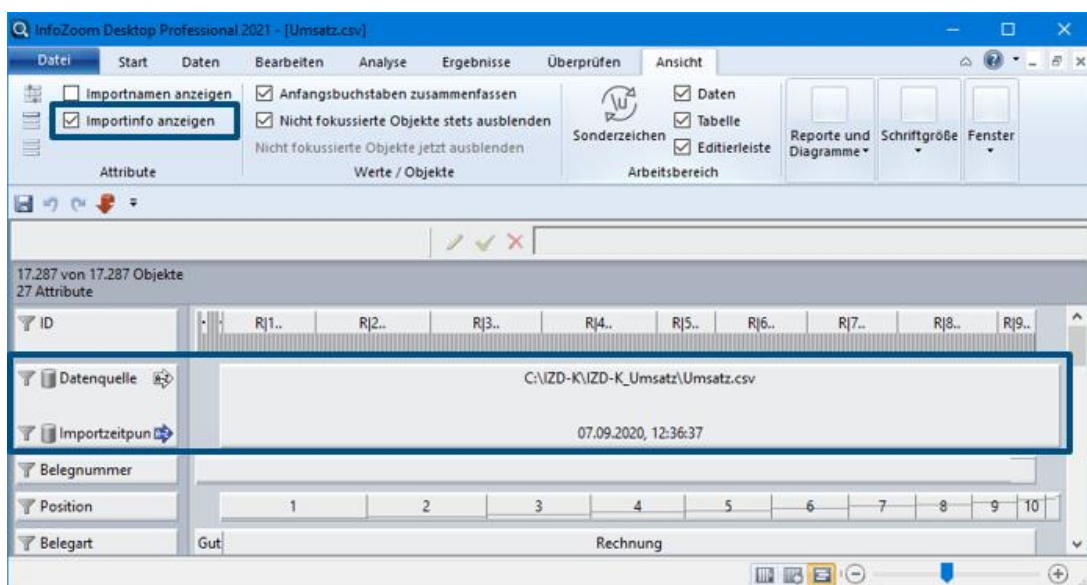 InfoZoom Desktop Professional 2021 - [Umsatz.csv]
Datei Start Daten Bearbeiten Analyse Ergebnisse Überprüfen Ansicht
Importnamen anzeigen
Importinfo anzeigen
Attribute
Anfangsbuchstaben zusammenfassen
Nicht fokussierte Objekte stets ausblenden
Nicht fokussierte Objekte jetzt ausblenden
Werte / Objekte
\u
Sonderzeichen
Daten
Tabelle
Editierleiste
Arbeitsbereich
Reporte und
Diagramme
Schriftgröße
Fenster
17.287 von 17.287 Objekte
27 Attribute
ID R|1.. R|2.. R|3.. R|4.. R|5.. R|6.. R|7.. R|8.. R|9..
Datenquelle C:\IZD-K\IZD-K_Umsatz\Umsatz.csv
Importzeitpun 07.09.2020, 12:36:37
Belegnummer
Position 1 2 3 4 5 6 7 8 9 10
Belegart Gut Rechnung